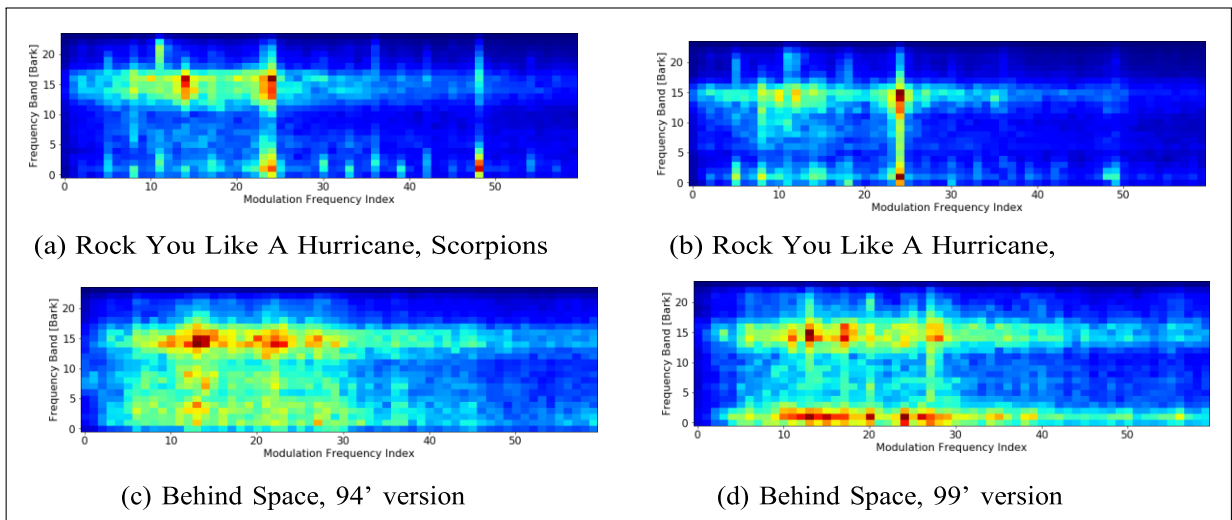 Frequency Band [Bark]
20
15
10
5
0
0 10 20 30 40 50
Modulation Frequency Index
(a) Rock You Like A Hurricane, Scorpions
Frequency Band [Bark]
20
15
10
5
0
0 10 20 30 40 50
Modulation Frequency Index
(b) Rock You Like A Hurricane,
Frequency Band [Bark]
20
15
10
5
0
0 10 20 30 40 50
Modulation Frequency Index
(c) Behind Space, 94’ version
Frequency Band [Bark]
20
15
10
5
0
0 10 20 30 40 50
Modulation Frequency Index
(d) Behind Space, 99’ version